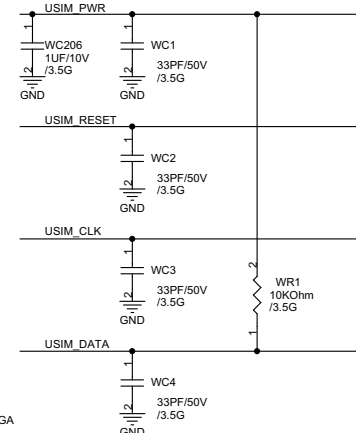 USIM_PWR
1
WC206
1UF/10V
/3.5G
2
GND
1
WC1
33PF/50V
/3.5G
2
GND
USIM_RESET
1
WC2
33PF/50V
/3.5G
2
GND
USIM_CLK
1
WC3
33PF/50V
/3.5G
2
GND
2
WR1
10KOhm
/3.5G
1
USIM_DATA
1
WC4
33PF/50V
/3.5G
2
GND
GA